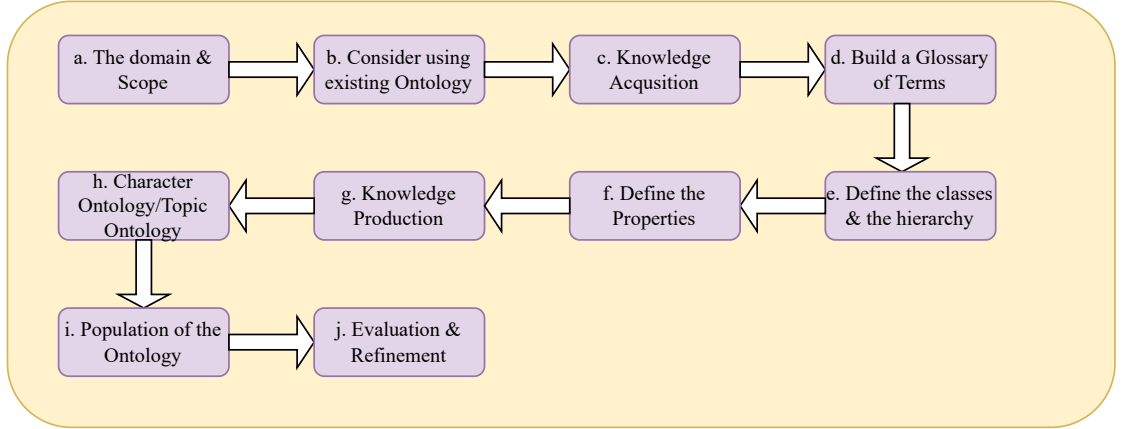 a. The domain &
Scope
b. Consider using
existing Ontology
c. Knowledge
Acqusition
d. Build a Glossary
of Terms
e. Define the classes
& the hierarchy
f. Define the
Properties
g. Knowledge
Production
h. Character
Ontology/Topic
Ontology
i. Population of the
Ontology
j. Evaluation &
Refinement